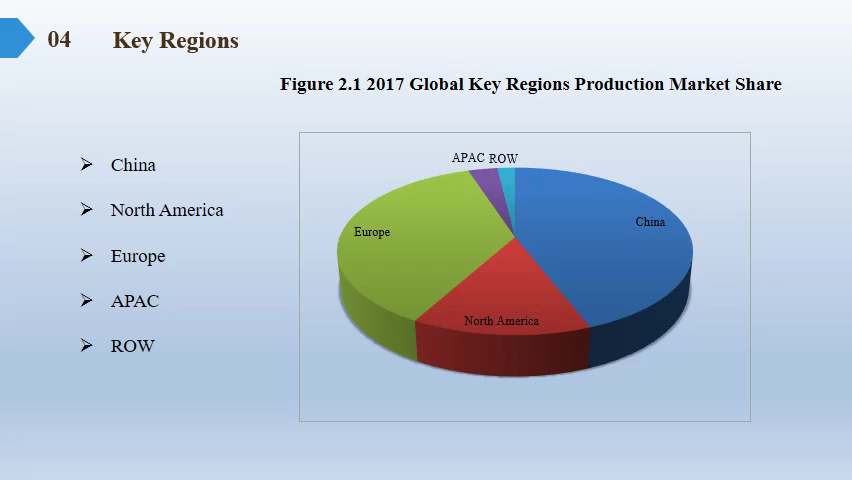 04 Key Regions
Figure 2.1 2017 Global Key Regions Production Market Share
China
North America
Europe
APAC
ROW
APAC ROW
China
Europe
North America